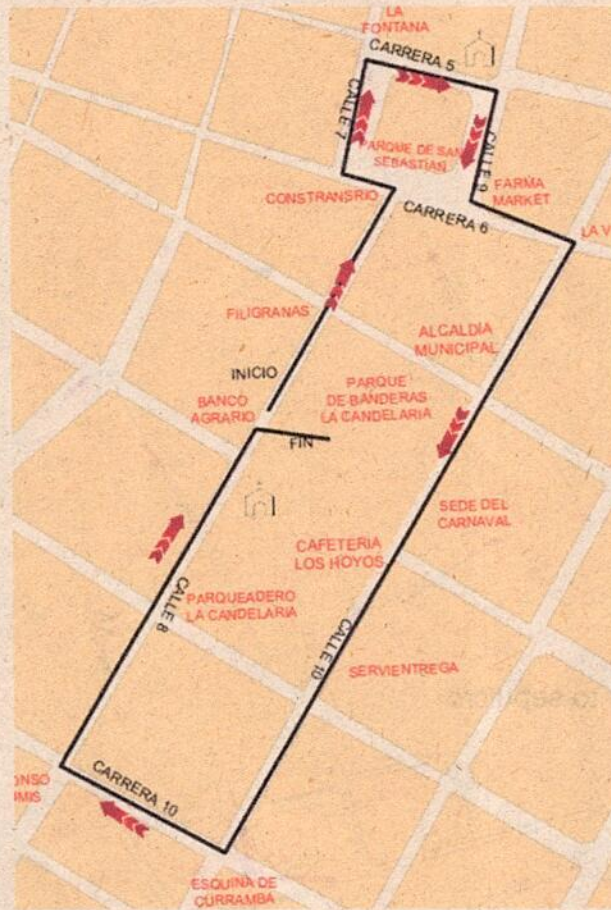 LA
FONTANA
CARRERA 5
CALLE 7
PARQUE DE SAN
SEBASTIAN
CALLE 9
FARMA
MARKET
CONSTRANSRIO
CARRERA 6
LA V
FILIGRANAS
ALCALDIA
MUNICIPAL
INICIO
PARQUE
DE BANDERAS
LA CANDELARIA
BANCO
AGRARIO
FIN
SEDE DEL
CARNAVAL
CAFETERIA
LOS HOYOS
CALLE 8
PARQUEADERO
LA CANDELARIA
CALLE 10
SERVIENTREGA
CARRERA 10
ONSO
ESQUINA DE
CURRAMBA